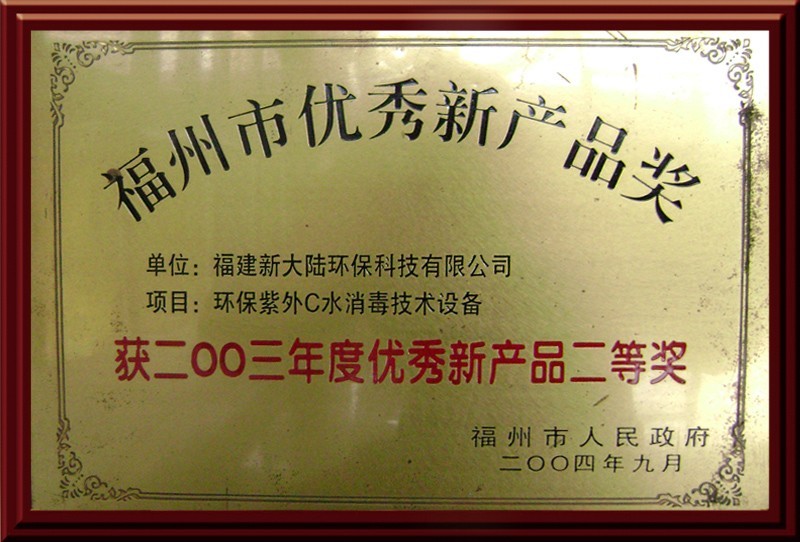 福州市优秀新产品奖
单位：福建新大陆环保科技有限公司
项目：环保紫外C水消毒技术设备
获二OO三年度优秀新产品二等奖
福州市人民政府
二OO四年九月